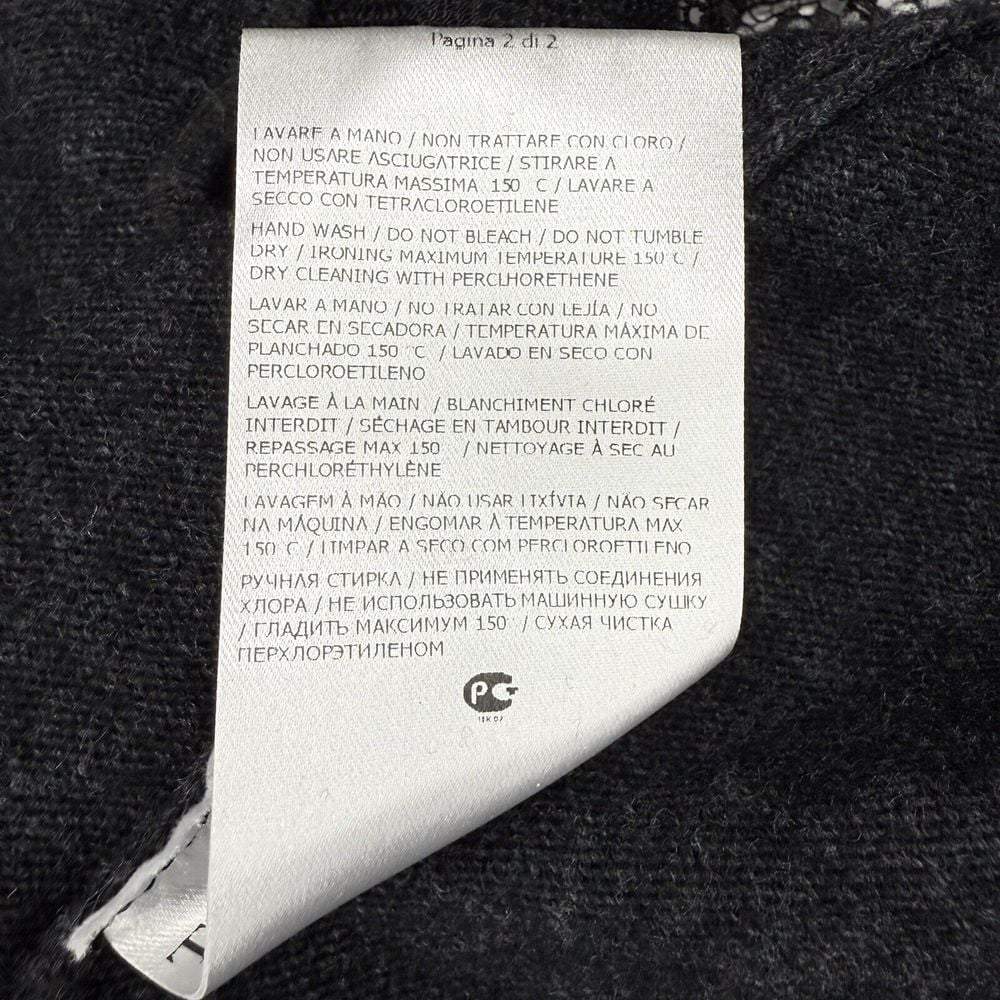 Pagina 2 di 2
LAVARE A MANO / NON TRATTARE CON CLORO /
NON USARE ASCIUGATRICE / STIRARE A
TEMPERATURA MASSIMA 150 C / LAVARE A
SECCO CON TETRACLOROETILENE
HAND WASH / DO NOT BLEACH / DO NOT TUMBLE
DRY / IRONING MAXIMUM TEMPERATURE 150 C /
DRY CLEANING WITH PERCLHORETHENE
LAVAR A MANO / NO TRATAR CON LEJÍA / NO
SECAR EN SECADORA / TEMPERATURA MÁXIMA DE
PLANCHADO 150 C / LAVADO EN SECO CON
PERCLOROETILENO
LAVAGE À LA MAIN / BLANCHIMENT CHLORÉ
INTERDIT / SÉCHAGE EN TAMBOUR INTERDIT /
REPASSAGE MAX 150 / NETTOYAGE À SEC AU
PERCHLORÉTHYLÈNE
LAVAGEM À MÃO / NÃO USAR LIXÍVIA / NÃO SECAR
NA MÁQUINA / ENGOMAR À TEMPERATURA MAX
150 C / LIMPAR A SECO COM PERCLOROETILENO
РУЧНАЯ СТИРКА / НЕ ПРИМЕНЯТЬ СОЕДИНЕНИЯ
ХЛОРА / НЕ ИСПОЛЬЗОВАТЬ МАШИННУЮ СУШКУ
/ ГЛАДИТЬ МАКСИМУМ 150 / СУХАЯ ЧИСТКА
ПЕРХЛОРЭТИЛЕНОМ